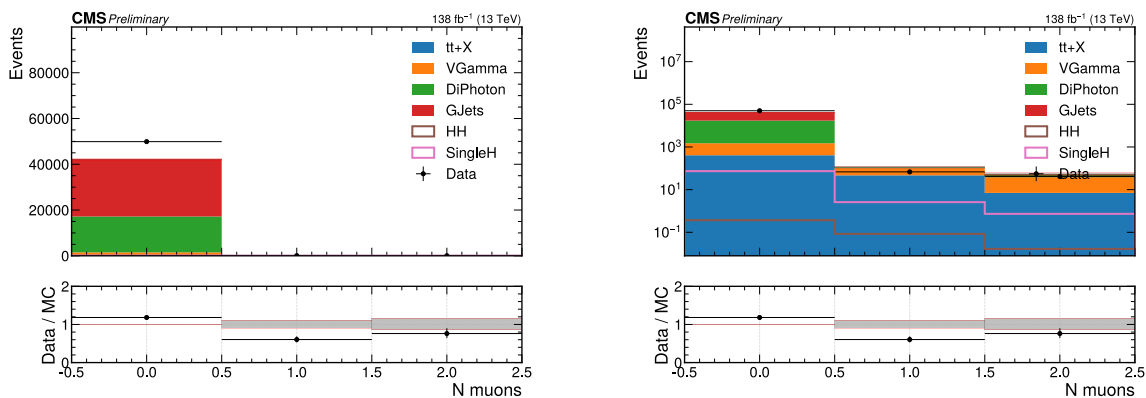 CMS Preliminary 138 fb⁻¹ (13 TeV)
Events
80000
60000
40000
20000
0
tt+X
VGamma
DiPhoton
GJets
HH
SingleH
Data
Data / MC
2
1
0
-0.5 0.0 0.5 1.0 1.5 2.0 2.5
N muons
CMS Preliminary 138 fb⁻¹ (13 TeV)
Events
10⁷
10⁵
10³
10¹
10⁻¹
tt+X
VGamma
DiPhoton
GJets
HH
SingleH
Data
Data / MC
2
1
0
-0.5 0.0 0.5 1.0 1.5 2.0 2.5
N muons